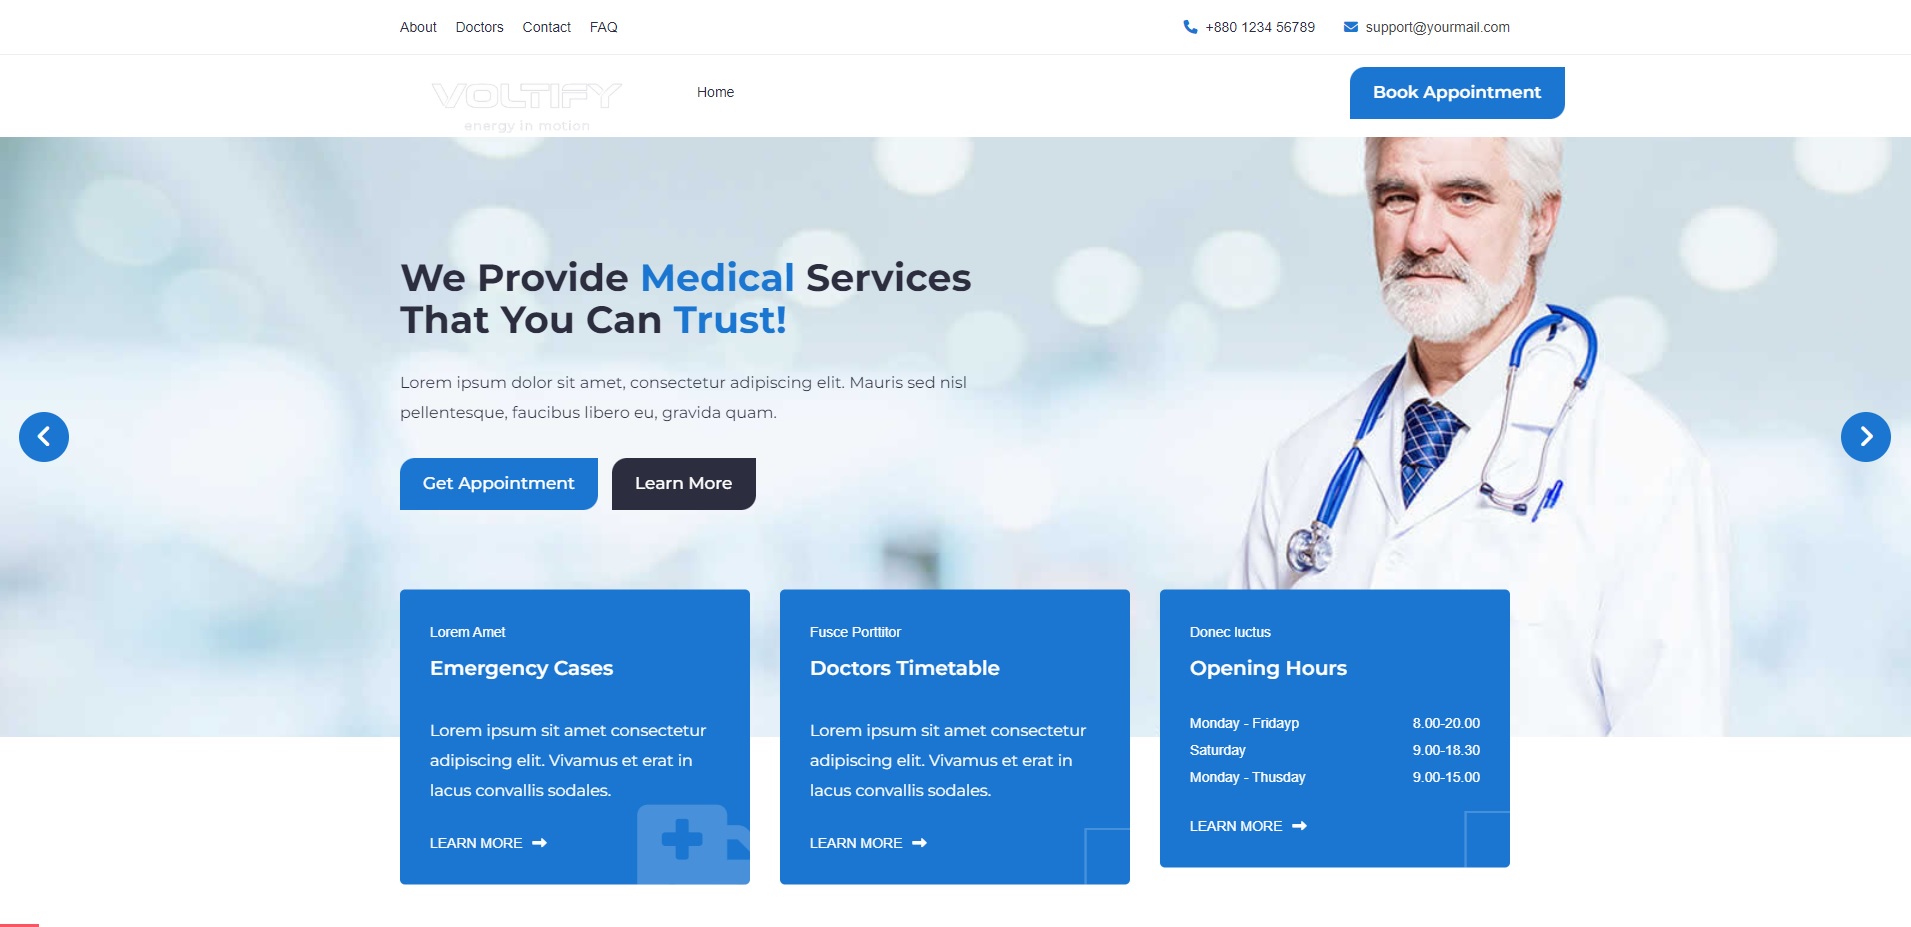 About Doctors Contact FAQ
+880 1234 56789 support@yourmail.com
VOLTIFY
energy in motion
Home
Book Appointment
We Provide Medical Services
That You Can Trust!
Lorem ipsum dolor sit amet, consectetur adipiscing elit. Mauris sed nisl
pellentesque, faucibus libero eu, gravida quam.
Get Appointment
Learn More
Lorem Amet
Emergency Cases
Lorem ipsum sit amet consectetur
adipiscing elit. Vivamus et erat in
lacus convallis sodales.
LEARN MORE
Fusce Porttitor
Doctors Timetable
Lorem ipsum sit amet consectetur
adipiscing elit. Vivamus et erat in
lacus convallis sodales.
LEARN MORE
Donec luctus
Opening Hours
Monday - Fridayp 8.00-20.00
Saturday 9.00-18.30
Monday - Thusday 9.00-15.00
LEARN MORE